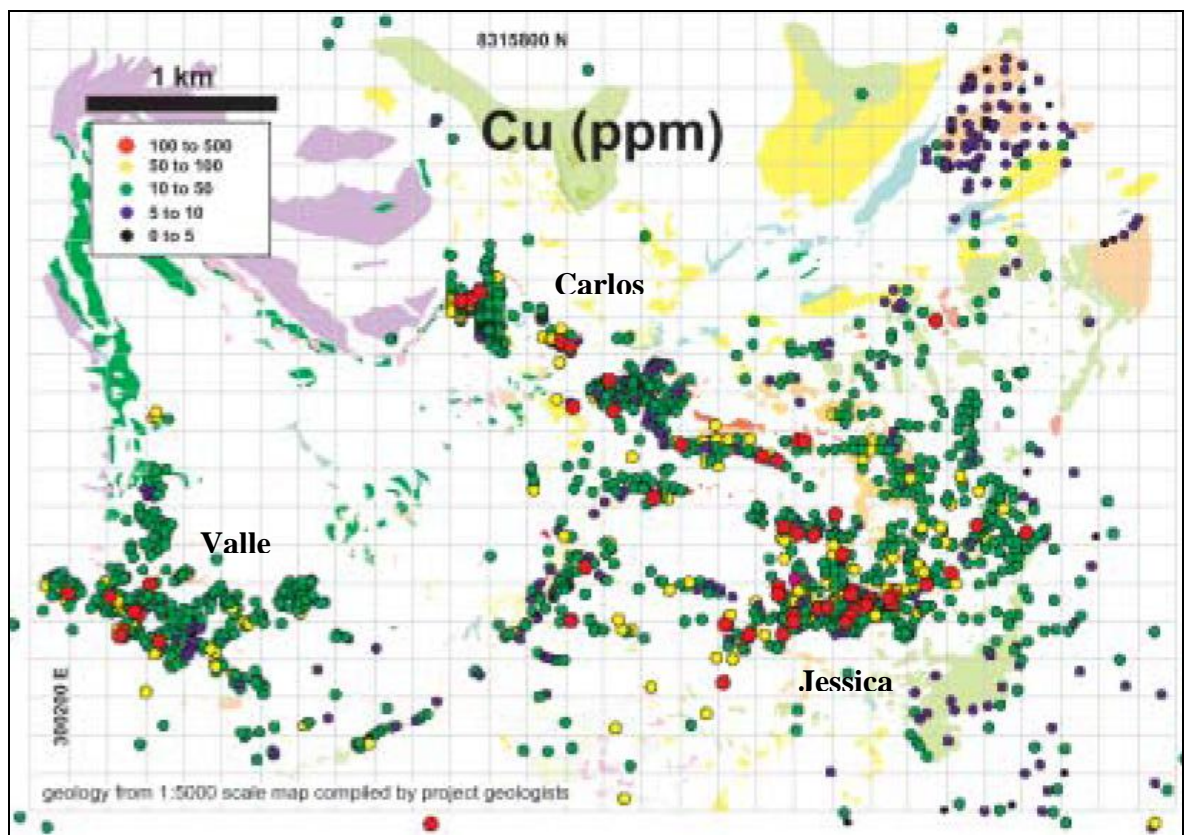 8315800 N
1 km
Cu (ppm)
100 to 500
50 to 100
10 to 50
5 to 10
0 to 5
Carlos
Valle
Jessica
300200 E
geology from 1:5000 scale map compiled by project geologists